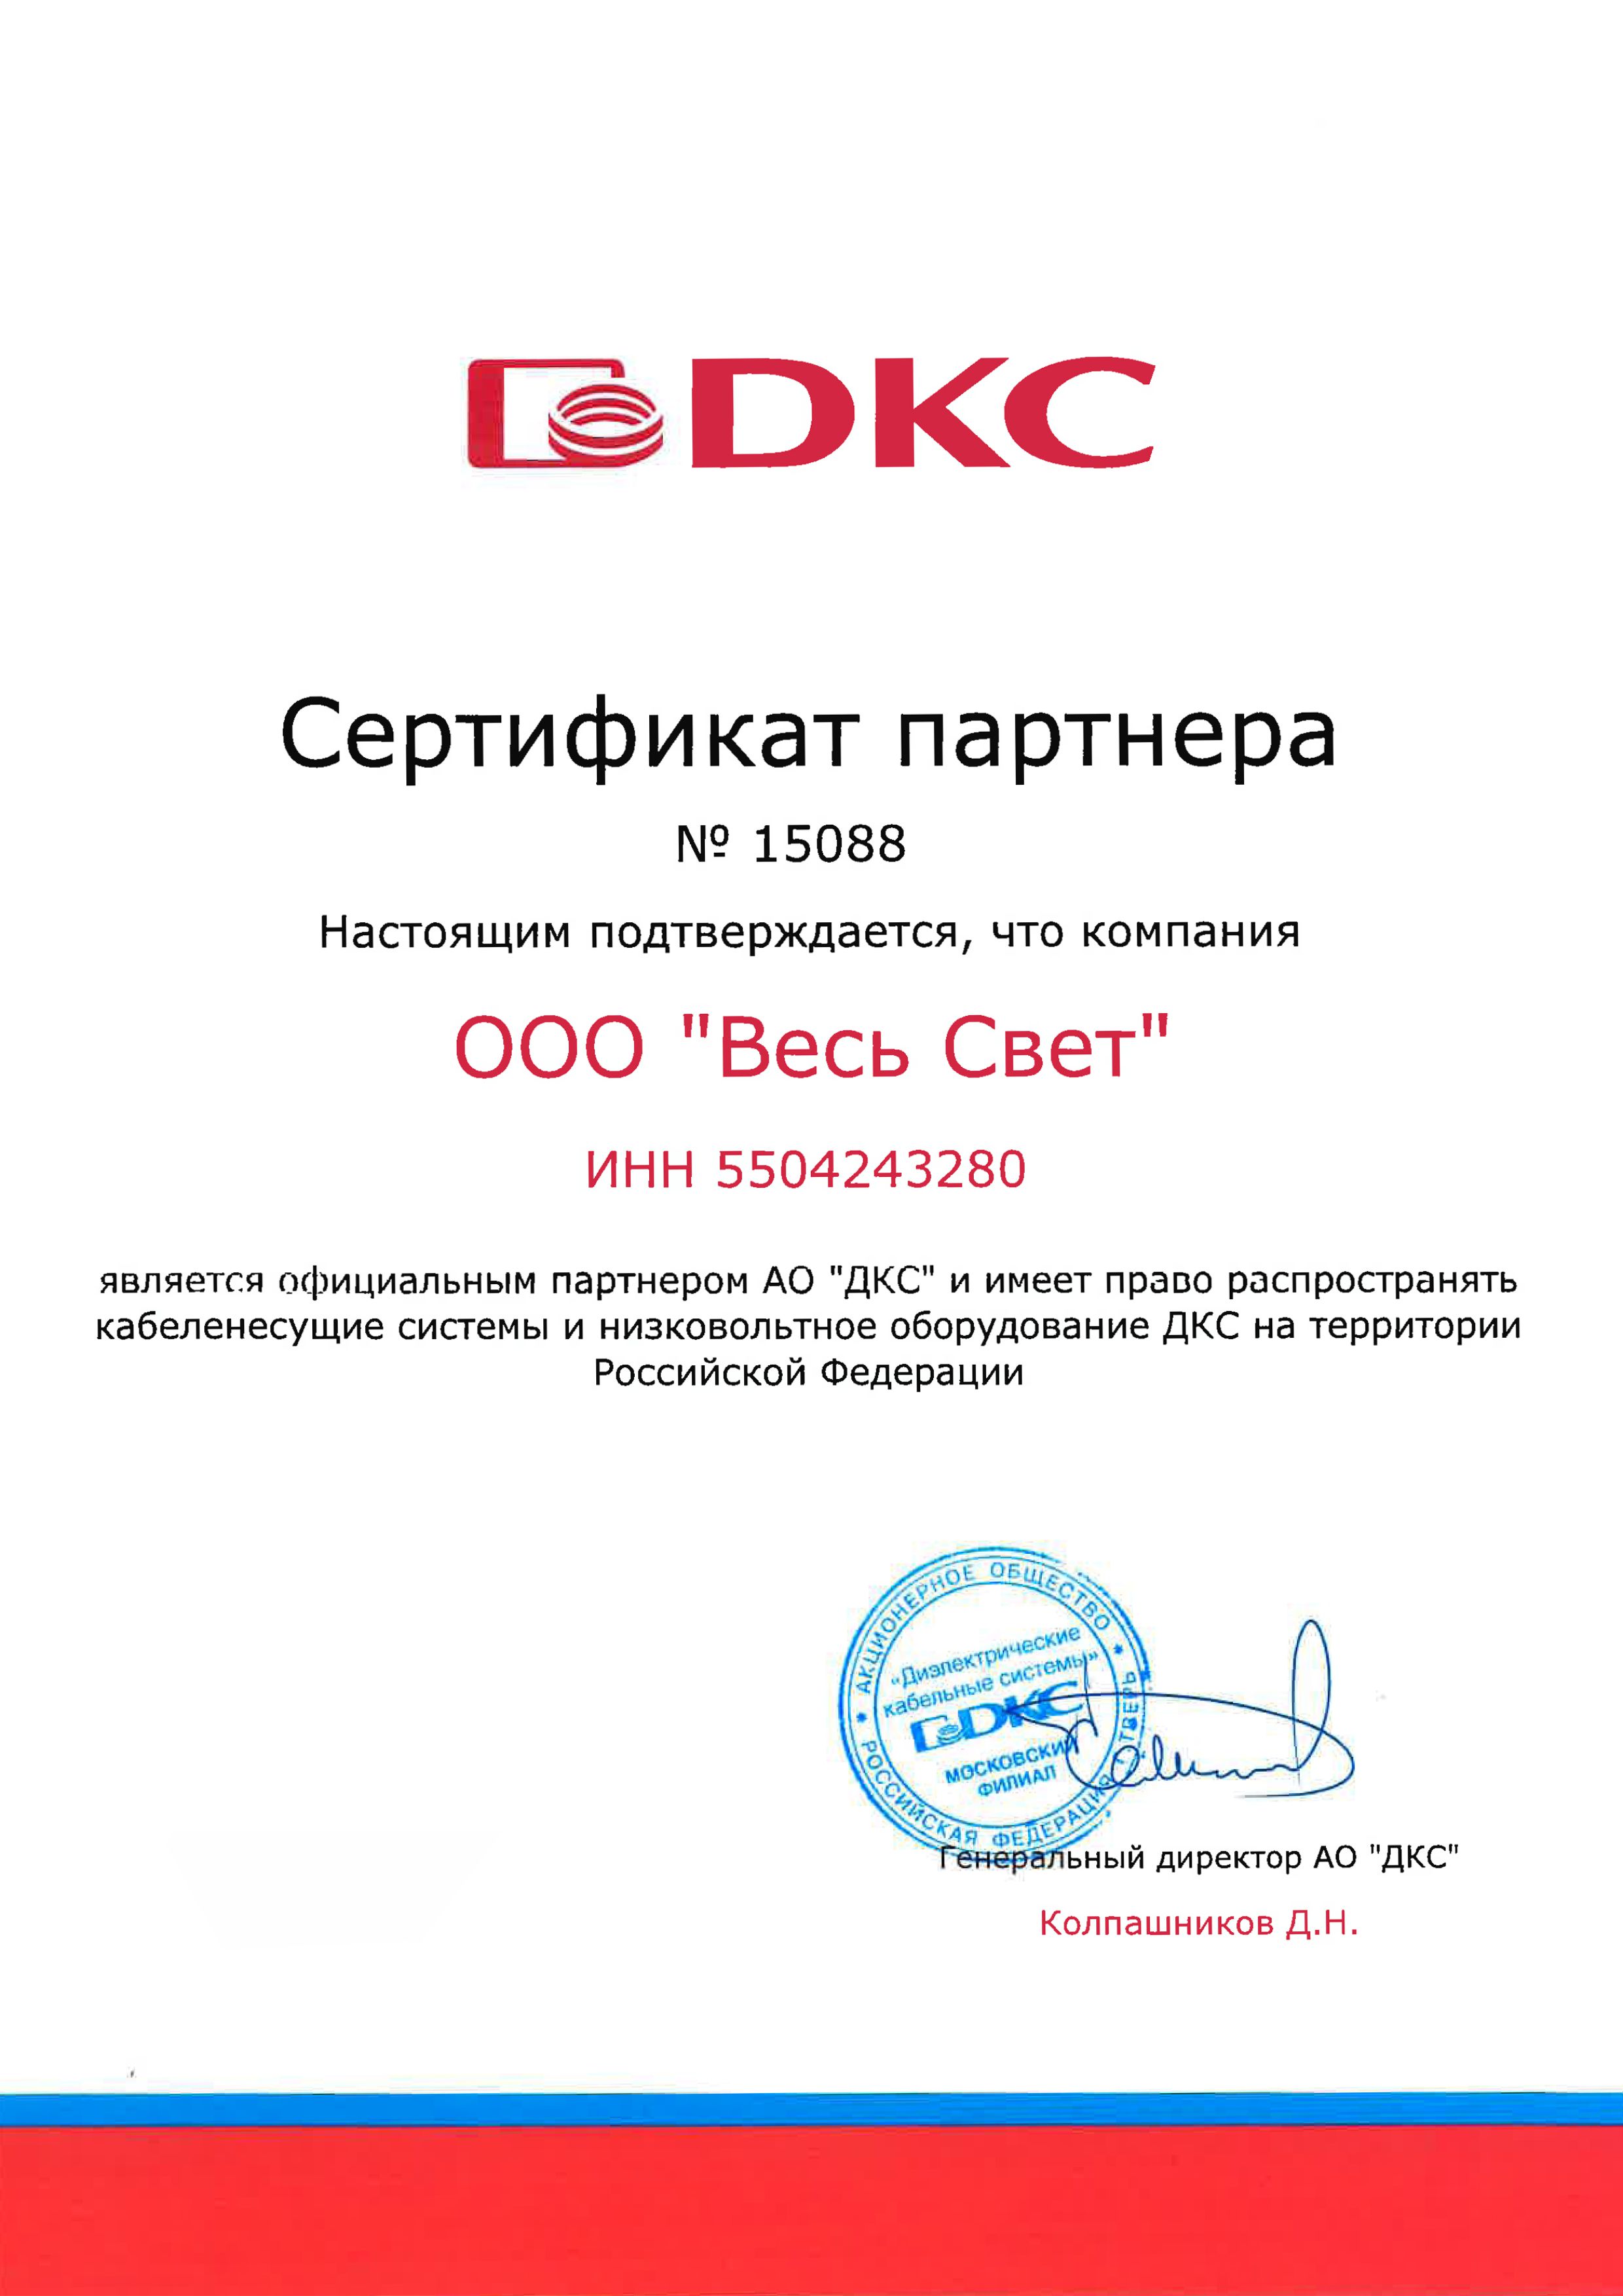 DKC
Сертификат партнера
№ 15088
Настоящим подтверждается, что компания
ООО "Весь Свет"
ИНН 5504243280
является официальным партнером АО "ДКС" и имеет право распространять
кабеленесущие системы и низковольтное оборудование ДКС на территории
Российской Федерации
АКЦИОНЕРНОЕ ОБЩЕСТВО
«Диэлектрические
кабельные системы»
DKC
МОСКОВСКИЙ
ФИЛИАЛ
РОССИЙСКАЯ ФЕДЕРАЦИЯ Г. ТВЕРЬ
Генеральный директор АО "ДКС"
Колпашников Д.Н.